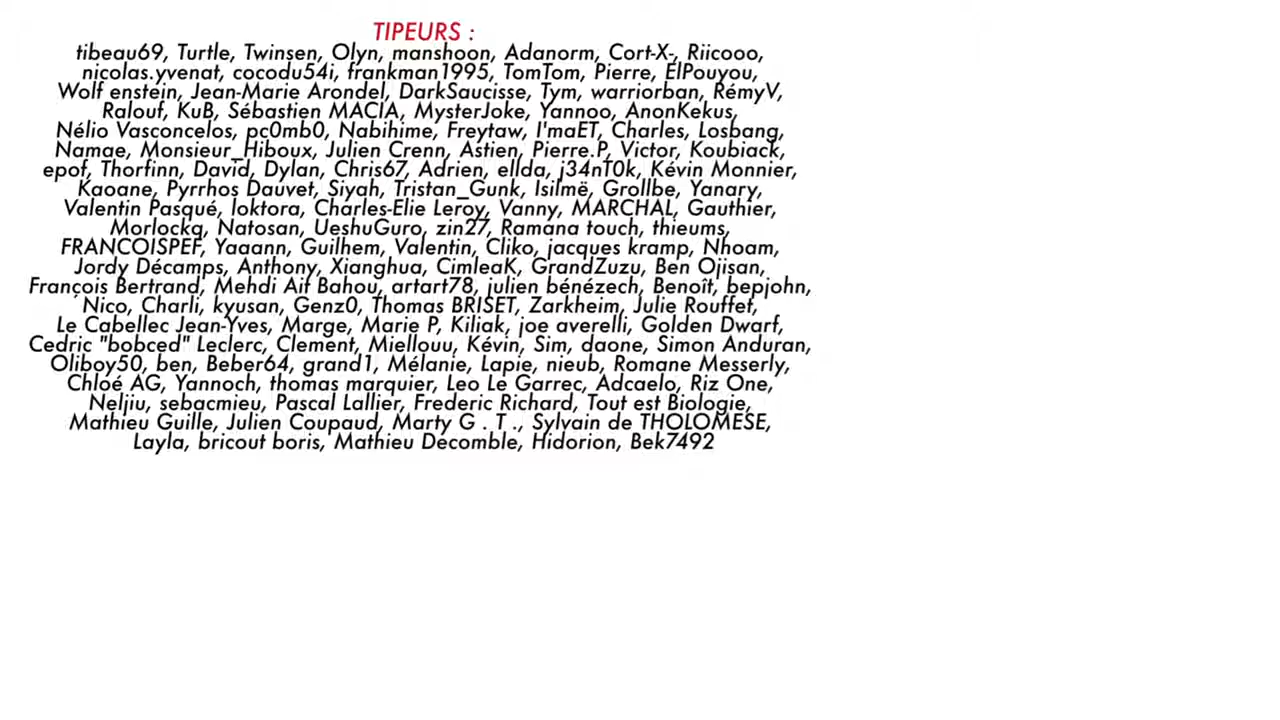 TIPEURS :
tibeau69, Turtle, Twinsen, Olyn, manshoon, Adanorm, Cort-X-, Riicooo,
nicolas.yvenat, cocodu54i, frankman1995, TomTom, Pierre, ElPouyou,
Wolf enstein, Jean-Marie Arondel, DarkSaucisse, Tym, warriorban, RémyV,
Ralouf, KuB, Sébastien MACIA, MysterJoke, Yannoo, AnonKekus,
Nélio Vasconcelos, pc0mb0, Nabihime, Freytaw, I'maET, Charles, Losbang,
Namae, Monsieur_Hiboux, Julien Crenn, Astien, Pierre.P, Victor, Koubiack,
epof, Thorfinn, David, Dylan, Chris67, Adrien, ellda, j34nT0k, Kévin Monnier,
Kaoane, Pyrrhos Dauvet, Siyah, Tristan_Gunk, Isilmë, Grollbe, Yanary,
Valentin Pasqué, loktora, Charles-Elie Leroy, Vanny, MARCHAL, Gauthier,
Morlockq, Natosan, UeshuGuro, zin27, Ramana touch, thieums,
FRANCOISPEF, Yaaann, Guilhem, Valentin, Cliko, jacques kramp, Nhoam,
Jordy Décamps, Anthony, Xianghua, CimleaK, GrandZuzu, Ben Ojisan,
François Bertrand, Mehdi Ait Bahou, artart78, julien bénézech, Benoît, bepjohn,
Nico, Charli, kyusan, Genz0, Thomas BRISET, Zarkheim, Julie Rouffet,
Le Cabellec Jean-Yves, Marge, Marie P, Kiliak, joe averelli, Golden Dwarf,
Cedric "bobced" Leclerc, Clement, Miellouu, Kévin, Sim, daone, Simon Anduran,
Oliboy50, ben, Beber64, grand1, Mélanie, Lapie, nieub, Romane Messerly,
Chloé AG, Yannoch, thomas marquier, Leo Le Garrec, Adcaelo, Riz One,
Neljiu, sebacmieu, Pascal Lallier, Frederic Richard, Tout est Biologie,
Mathieu Guille, Julien Coupaud, Marty G . T ., Sylvain de THOLOMESE,
Layla, bricout boris, Mathieu Decomble, Hidorion, Bek7492